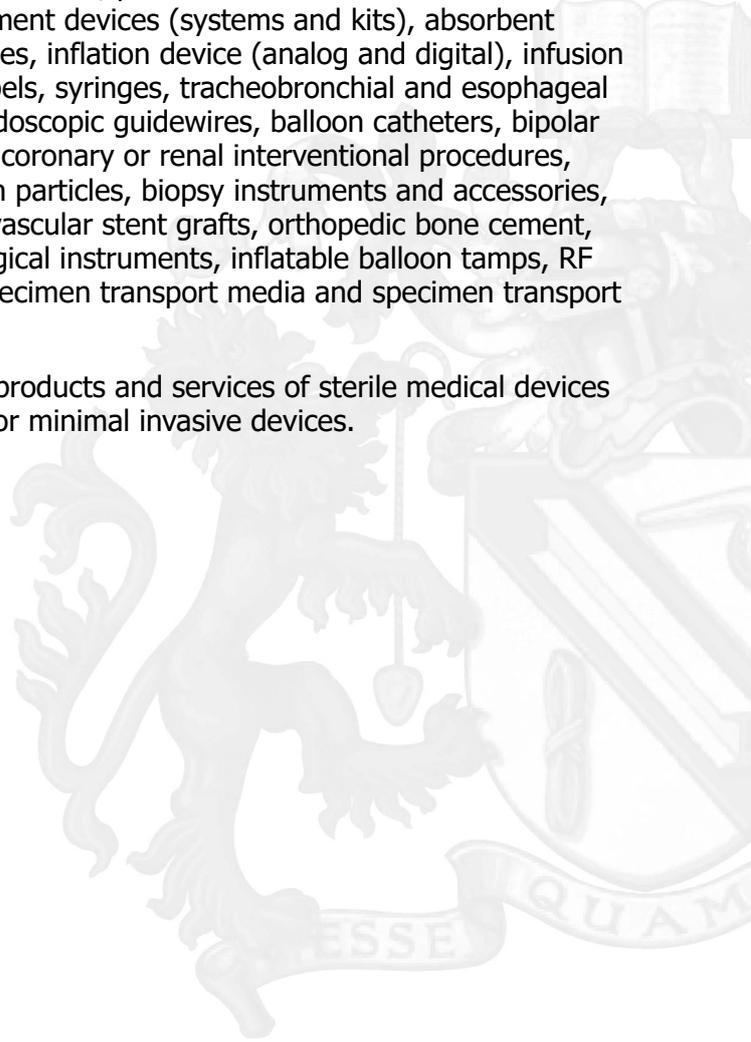 ment devices (systems and kits), absorbent
es, inflation device (analog and digital), infusion
els, syringes, tracheobronchial and esophageal
doscopic guidewires, balloon catheters, bipolar
coronary or renal interventional procedures,
n particles, biopsy instruments and accessories,
vascular stent grafts, orthopedic bone cement,
gical instruments, inflatable balloon tamps, RF
pecimen transport media and specimen transport
products and services of sterile medical devices
or minimal invasive devices.
ESSE QUAM